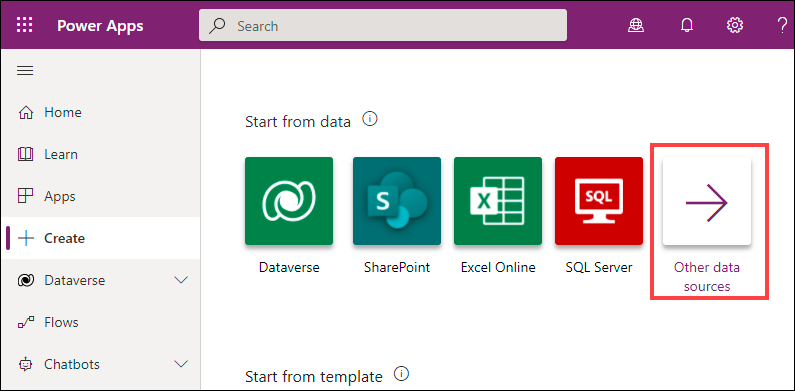 Power Apps
Search
?
Home
Learn
Apps
Create
Dataverse
Flows
Chatbots
Start from data
S
X
SQL
Dataverse
SharePoint
Excel Online
SQL Server
Other data
sources
Start from template